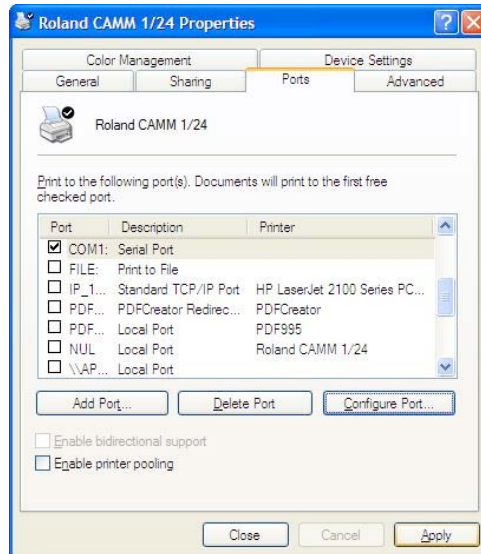 Roland CAMM 1/24 Properties
Color Management Device Settings
General Sharing Ports Advanced
Roland CAMM 1/24
Print to the following port(s). Documents will print to the first free
checked port.
Port Description Printer
COM1: Serial Port
FILE: Print to File
IP_1... Standard TCP/IP Port HP LaserJet 2100 Series PC...
PDF... PDFCreator Redirec... PDFCreator
PDF... Local Port PDF995
NUL Local Port Roland CAMM 1/24
\\AP... Local Port
Add Port... Delete Port Configure Port...
Enable bidirectional support
Enable printer pooling
Close Cancel Apply